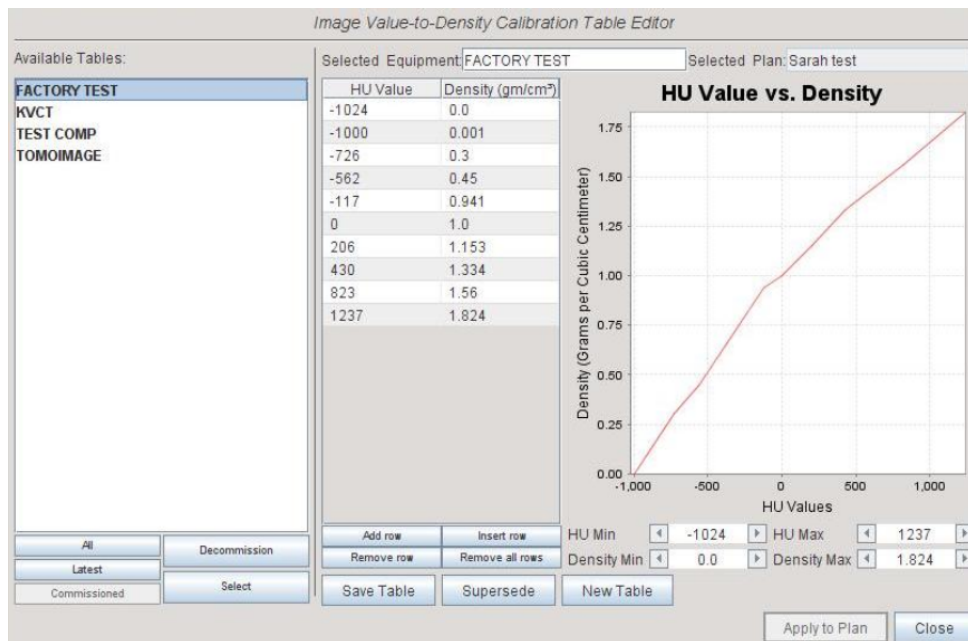 Image Value-to-Density Calibration Table Editor
Available Tables:
FACTORY TEST
KVCT
TEST COMP
TOMOIMAGE
All
Latest
Commissioned
Decommission
Select
Selected Equipment: FACTORY TEST
Selected Plan: Sarah test
HU Value Density (gm/cm³)
-1024 0.0
-1000 0.001
-726 0.3
-562 0.45
-117 0.941
0 1.0
206 1.153
430 1.334
823 1.56
1237 1.824
Add row Insert row
Remove row Remove all rows
Save Table Supersede New Table
HU Value vs. Density
Density (Grams per Cubic Centimeter)
1.75
1.50
1.25
1.00
0.75
0.50
0.25
0.00
-1,000 -500 0 500 1,000
HU Values
HU Min -1024 HU Max 1237
Density Min 0.0 Density Max 1.824
Apply to Plan Close